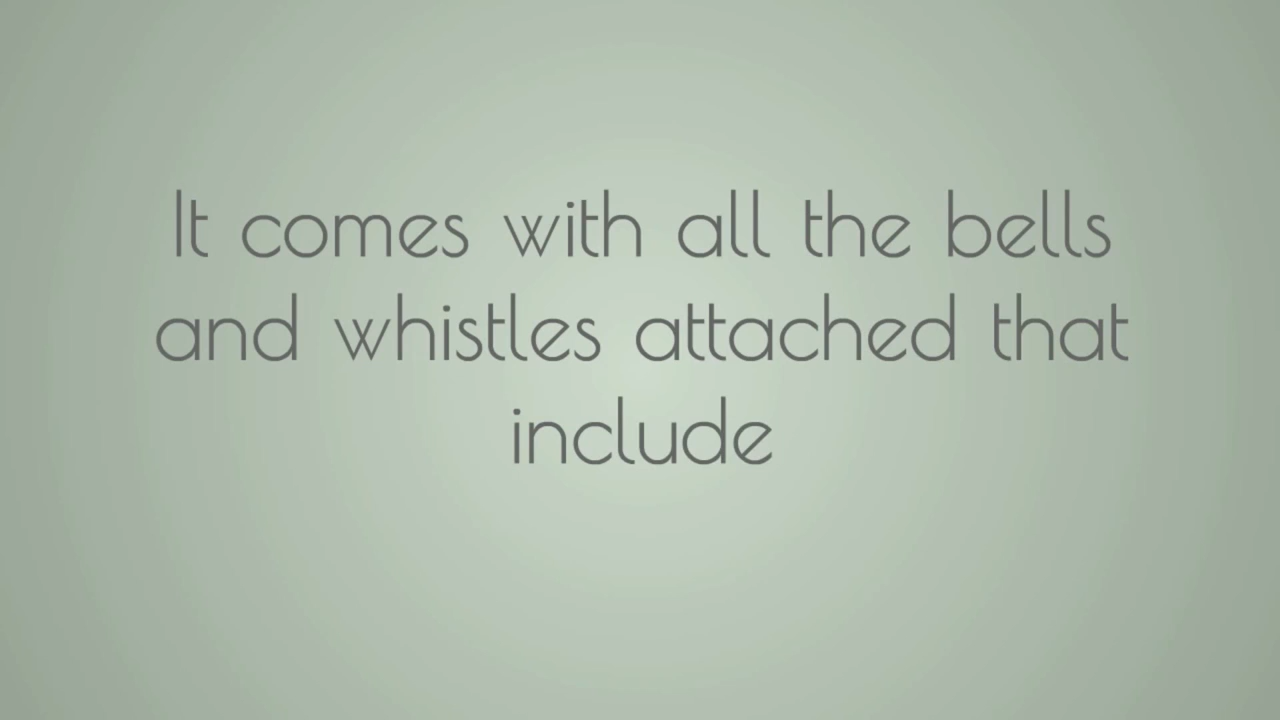 It comes with all the bells
and whistles attached that
include